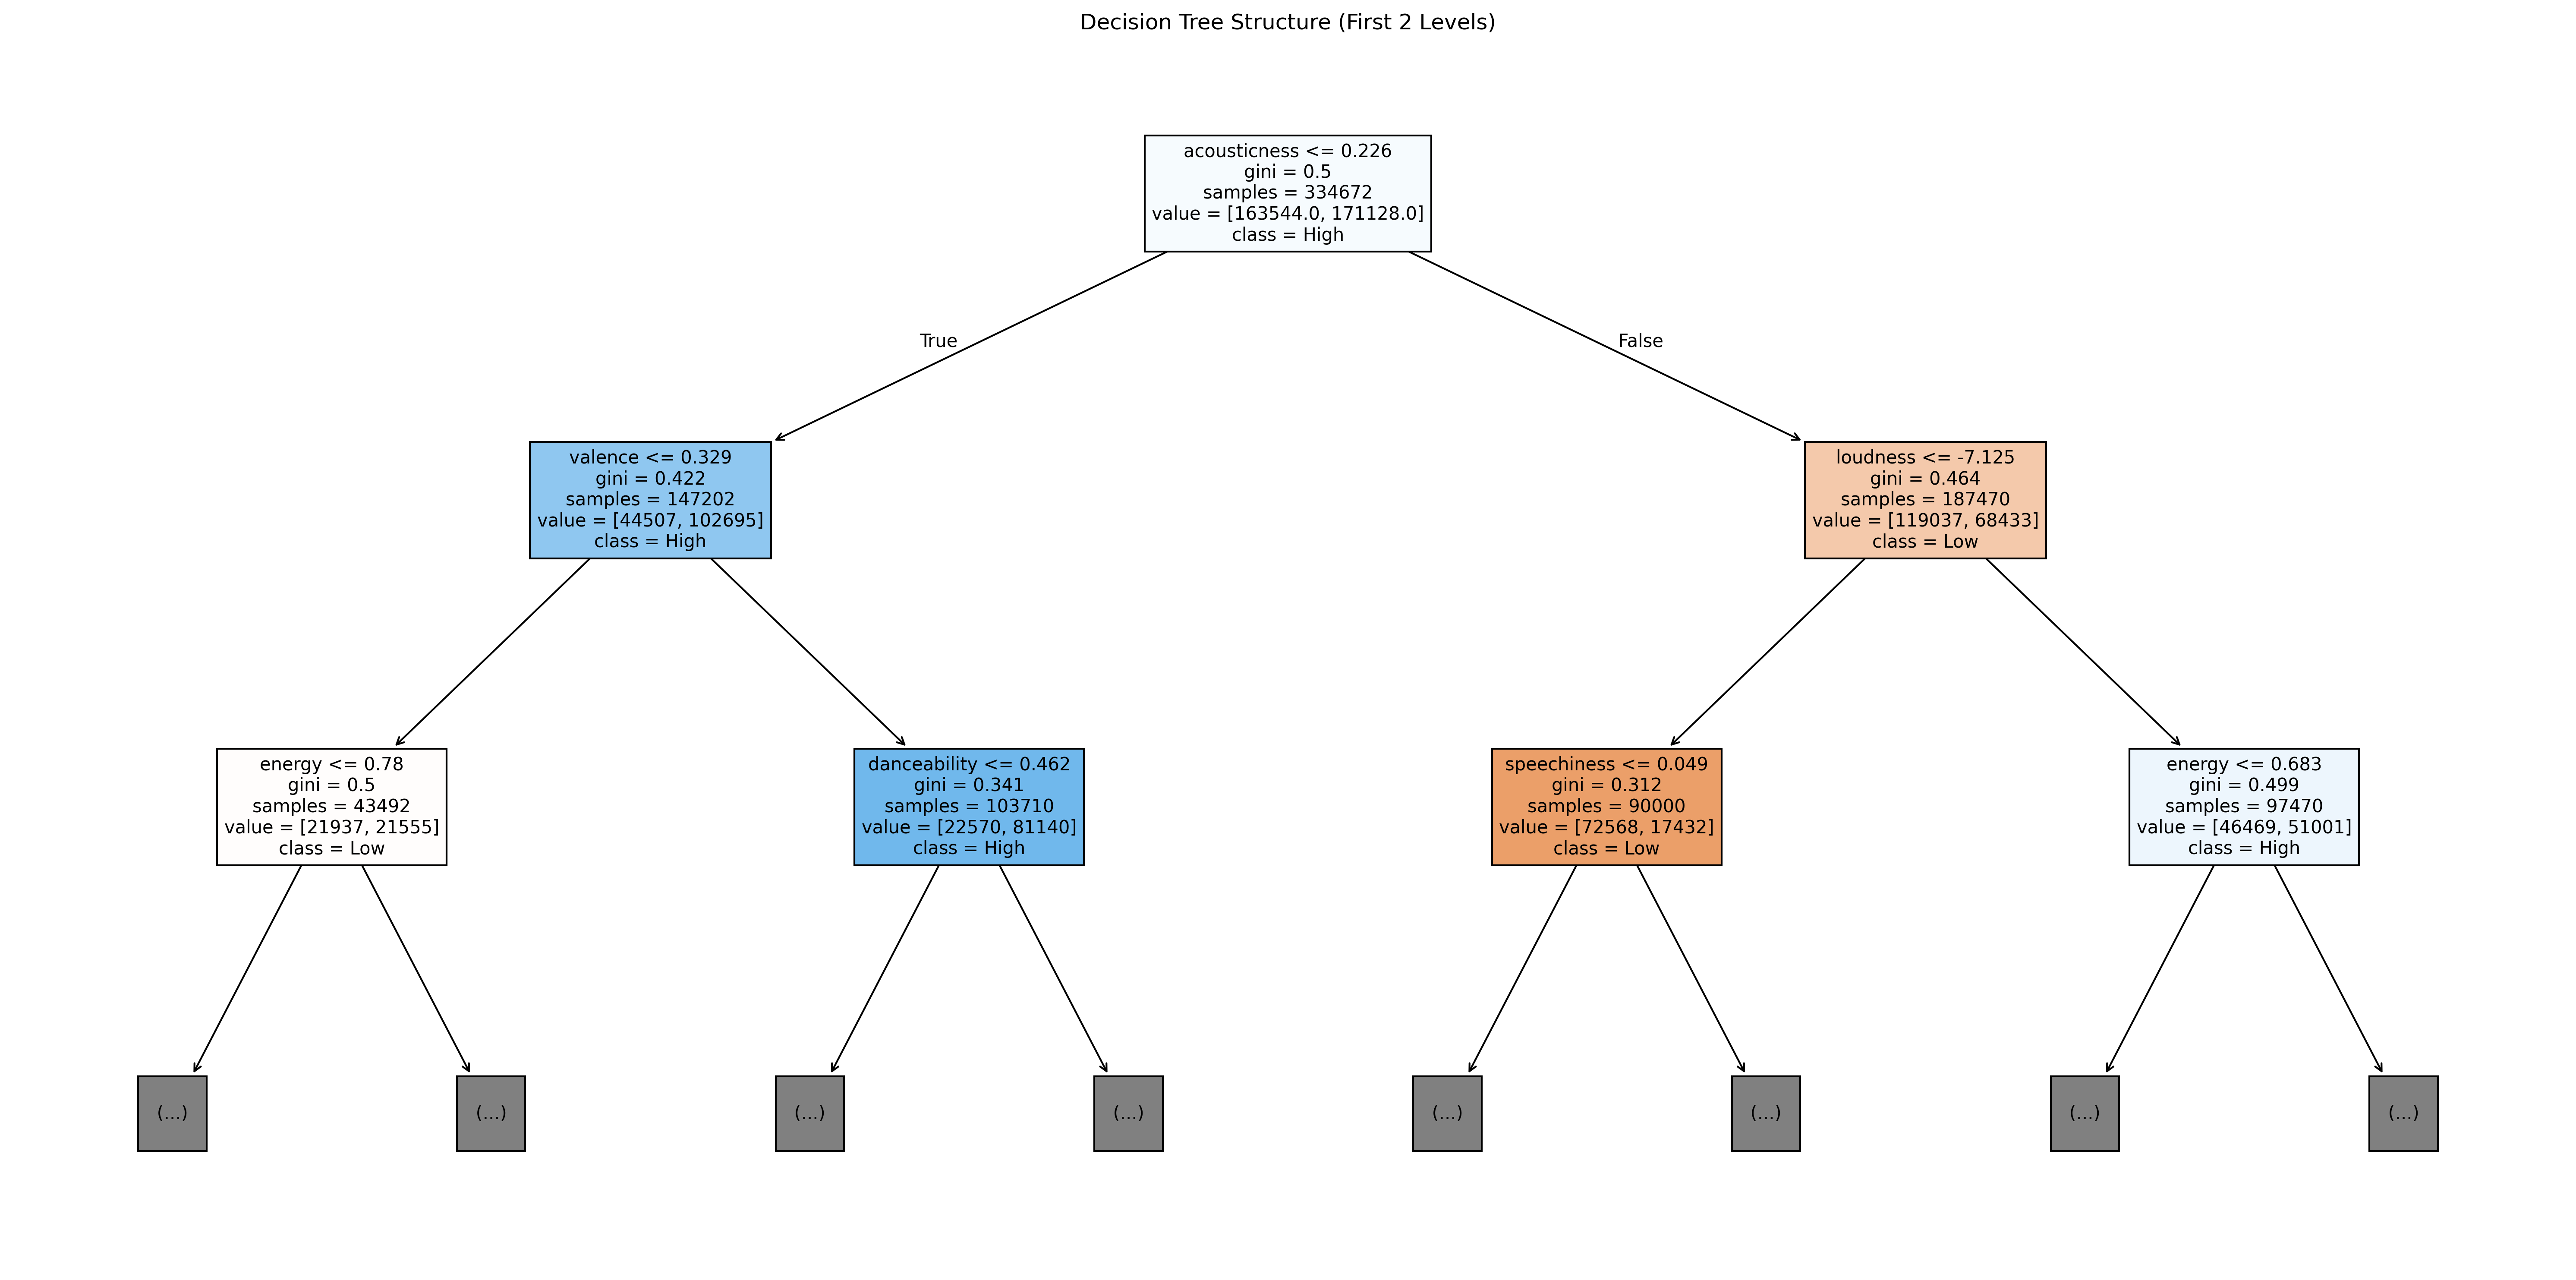 Decision Tree Structure (First 2 Levels)
acousticness <= 0.226
gini = 0.5
samples = 334672
value = [163544.0, 171128.0]
class = High
True
False
valence <= 0.329
gini = 0.422
samples = 147202
value = [44507, 102695]
class = High
loudness <= -7.125
gini = 0.464
samples = 187470
value = [119037, 68433]
class = Low
energy <= 0.78
gini = 0.5
samples = 43492
value = [21937, 21555]
class = Low
danceability <= 0.462
gini = 0.341
samples = 103710
value = [22570, 81140]
class = High
speechiness <= 0.049
gini = 0.312
samples = 90000
value = [72568, 17432]
class = Low
energy <= 0.683
gini = 0.499
samples = 97470
value = [46469, 51001]
class = High
(...)
(...)
(...)
(...)
(...)
(...)
(...)
(...)